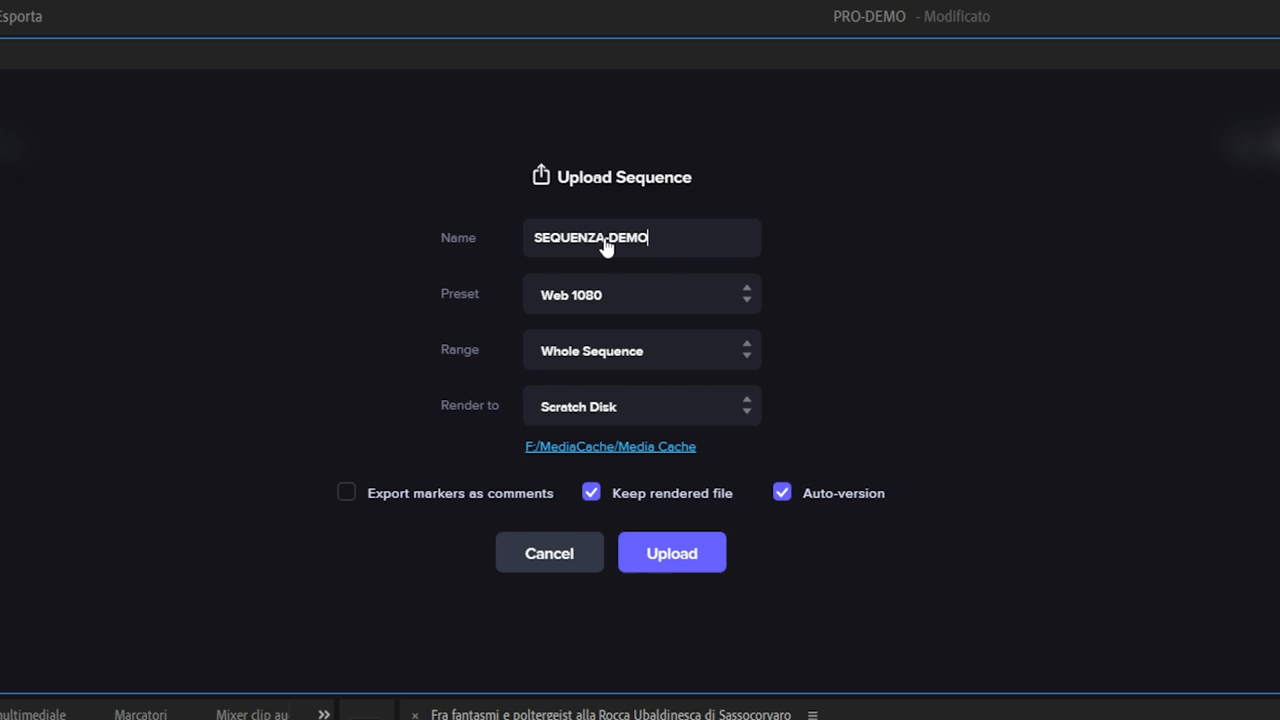 Esporta
PRO-DEMO - Modificato
Upload Sequence
Name SEQUENZA-DEMO
Preset Web 1080
Range Whole Sequence
Render to Scratch Disk
F:/MediaCache/Media Cache
Export markers as comments Keep rendered file Auto-version
Cancel Upload
multimediale Marcatori Mixer clip au × Fra fantasmi e poltergeist alla Rocca Ubaldinesca di Sassocorvaro